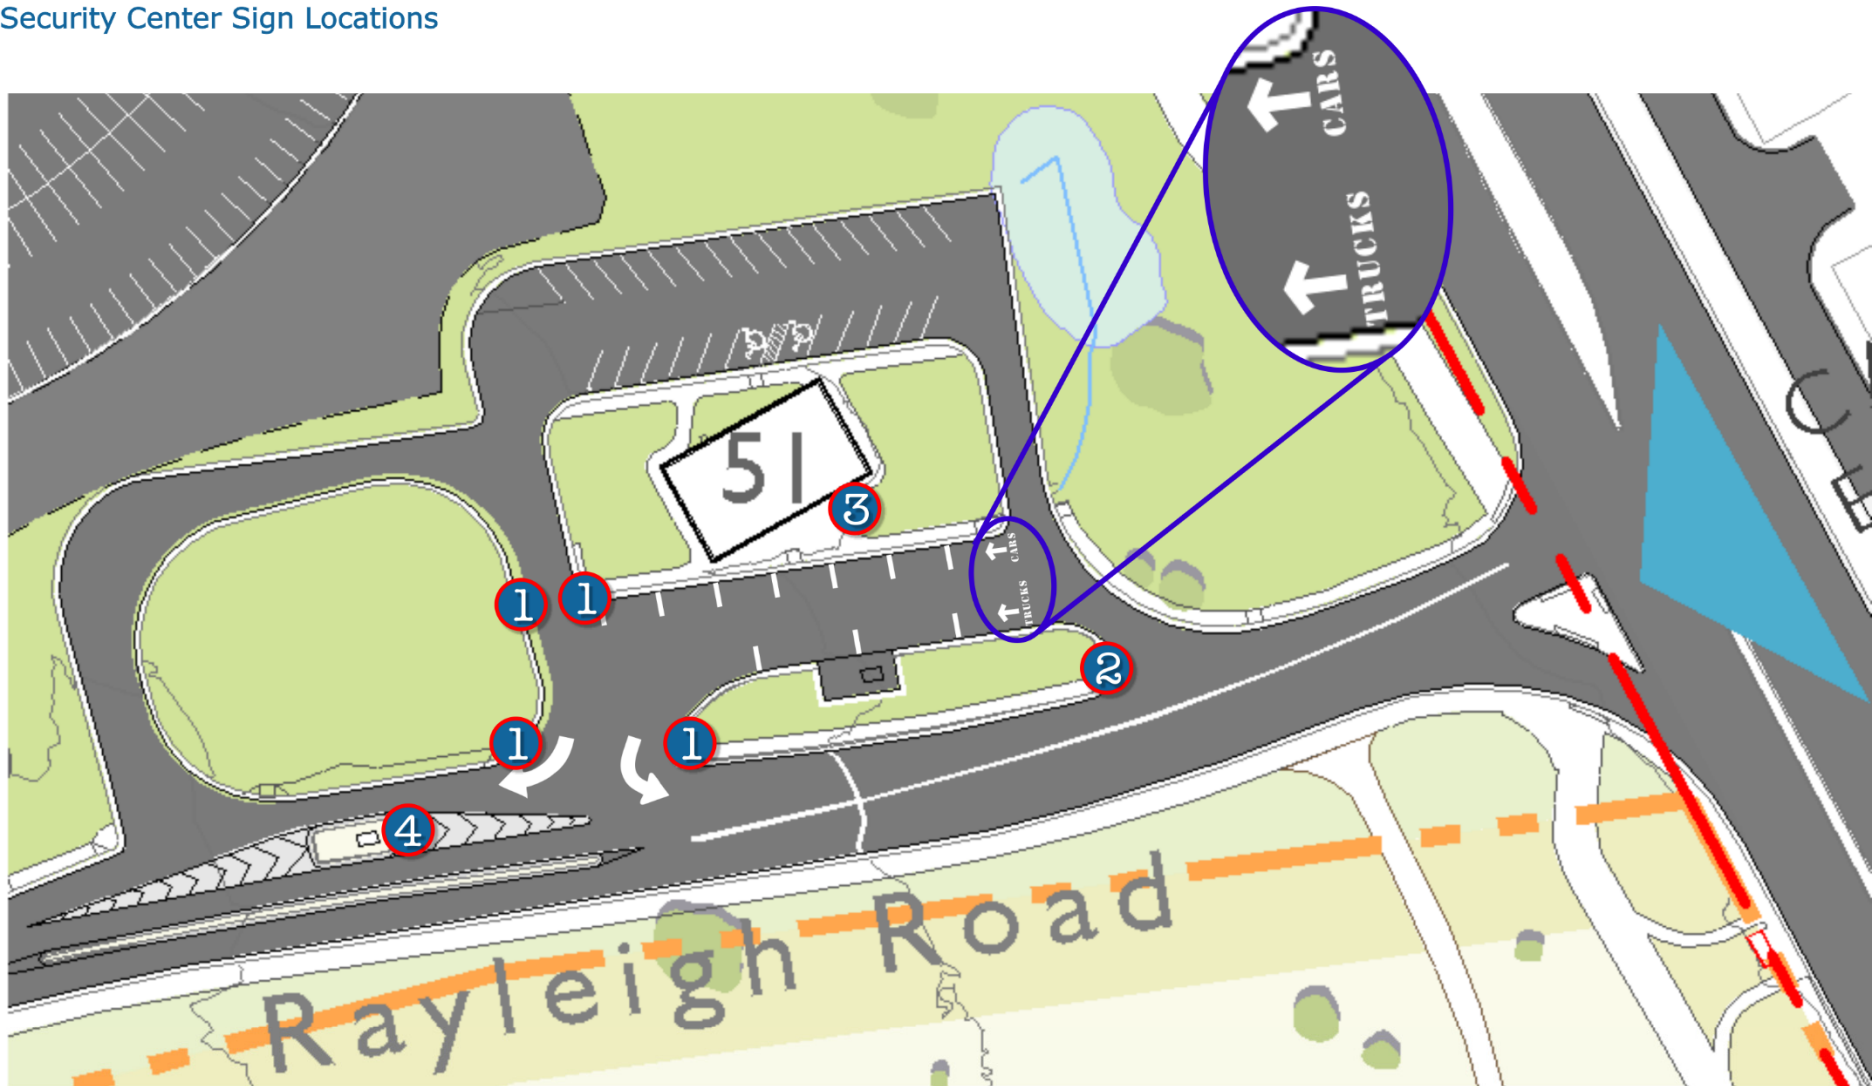 Security Center Sign Locations
CARS
TRUCKS
51
3
CARS
1
1
TRUCKS
2
1
1
4
Rayleigh Road